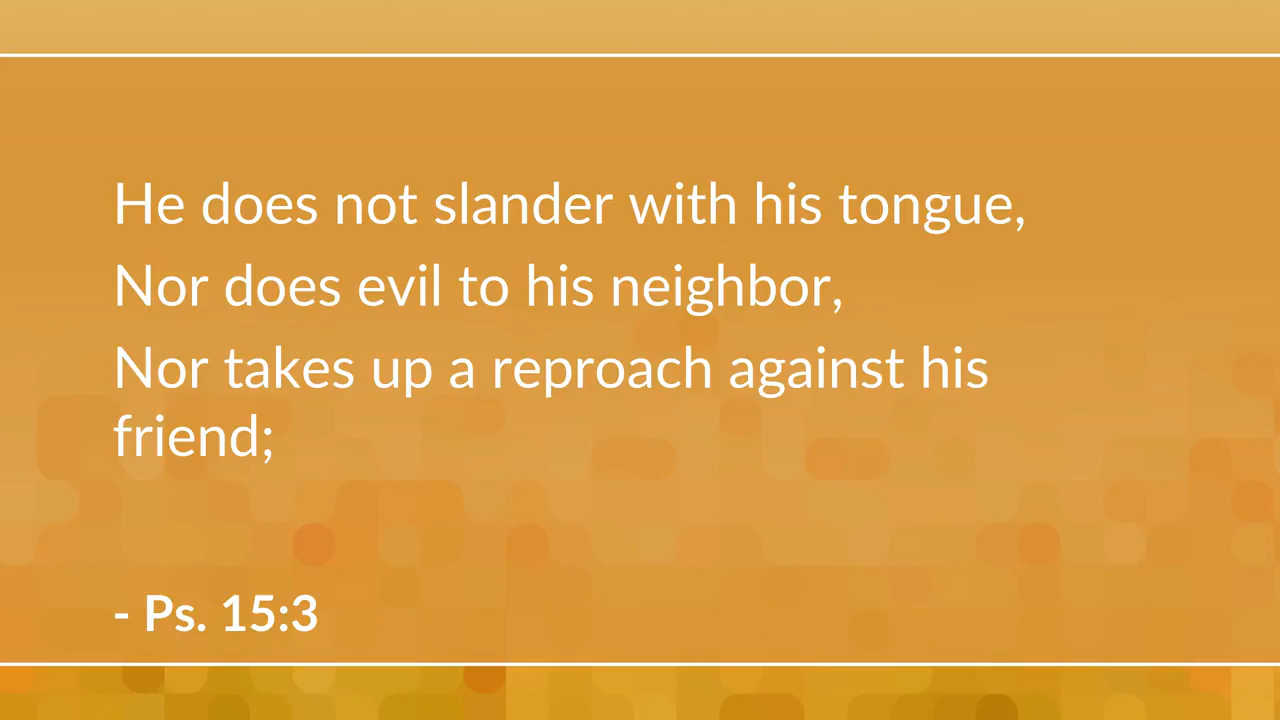 He does not slander with his tongue,
Nor does evil to his neighbor,
Nor takes up a reproach against his
friend;
- Ps. 15:3